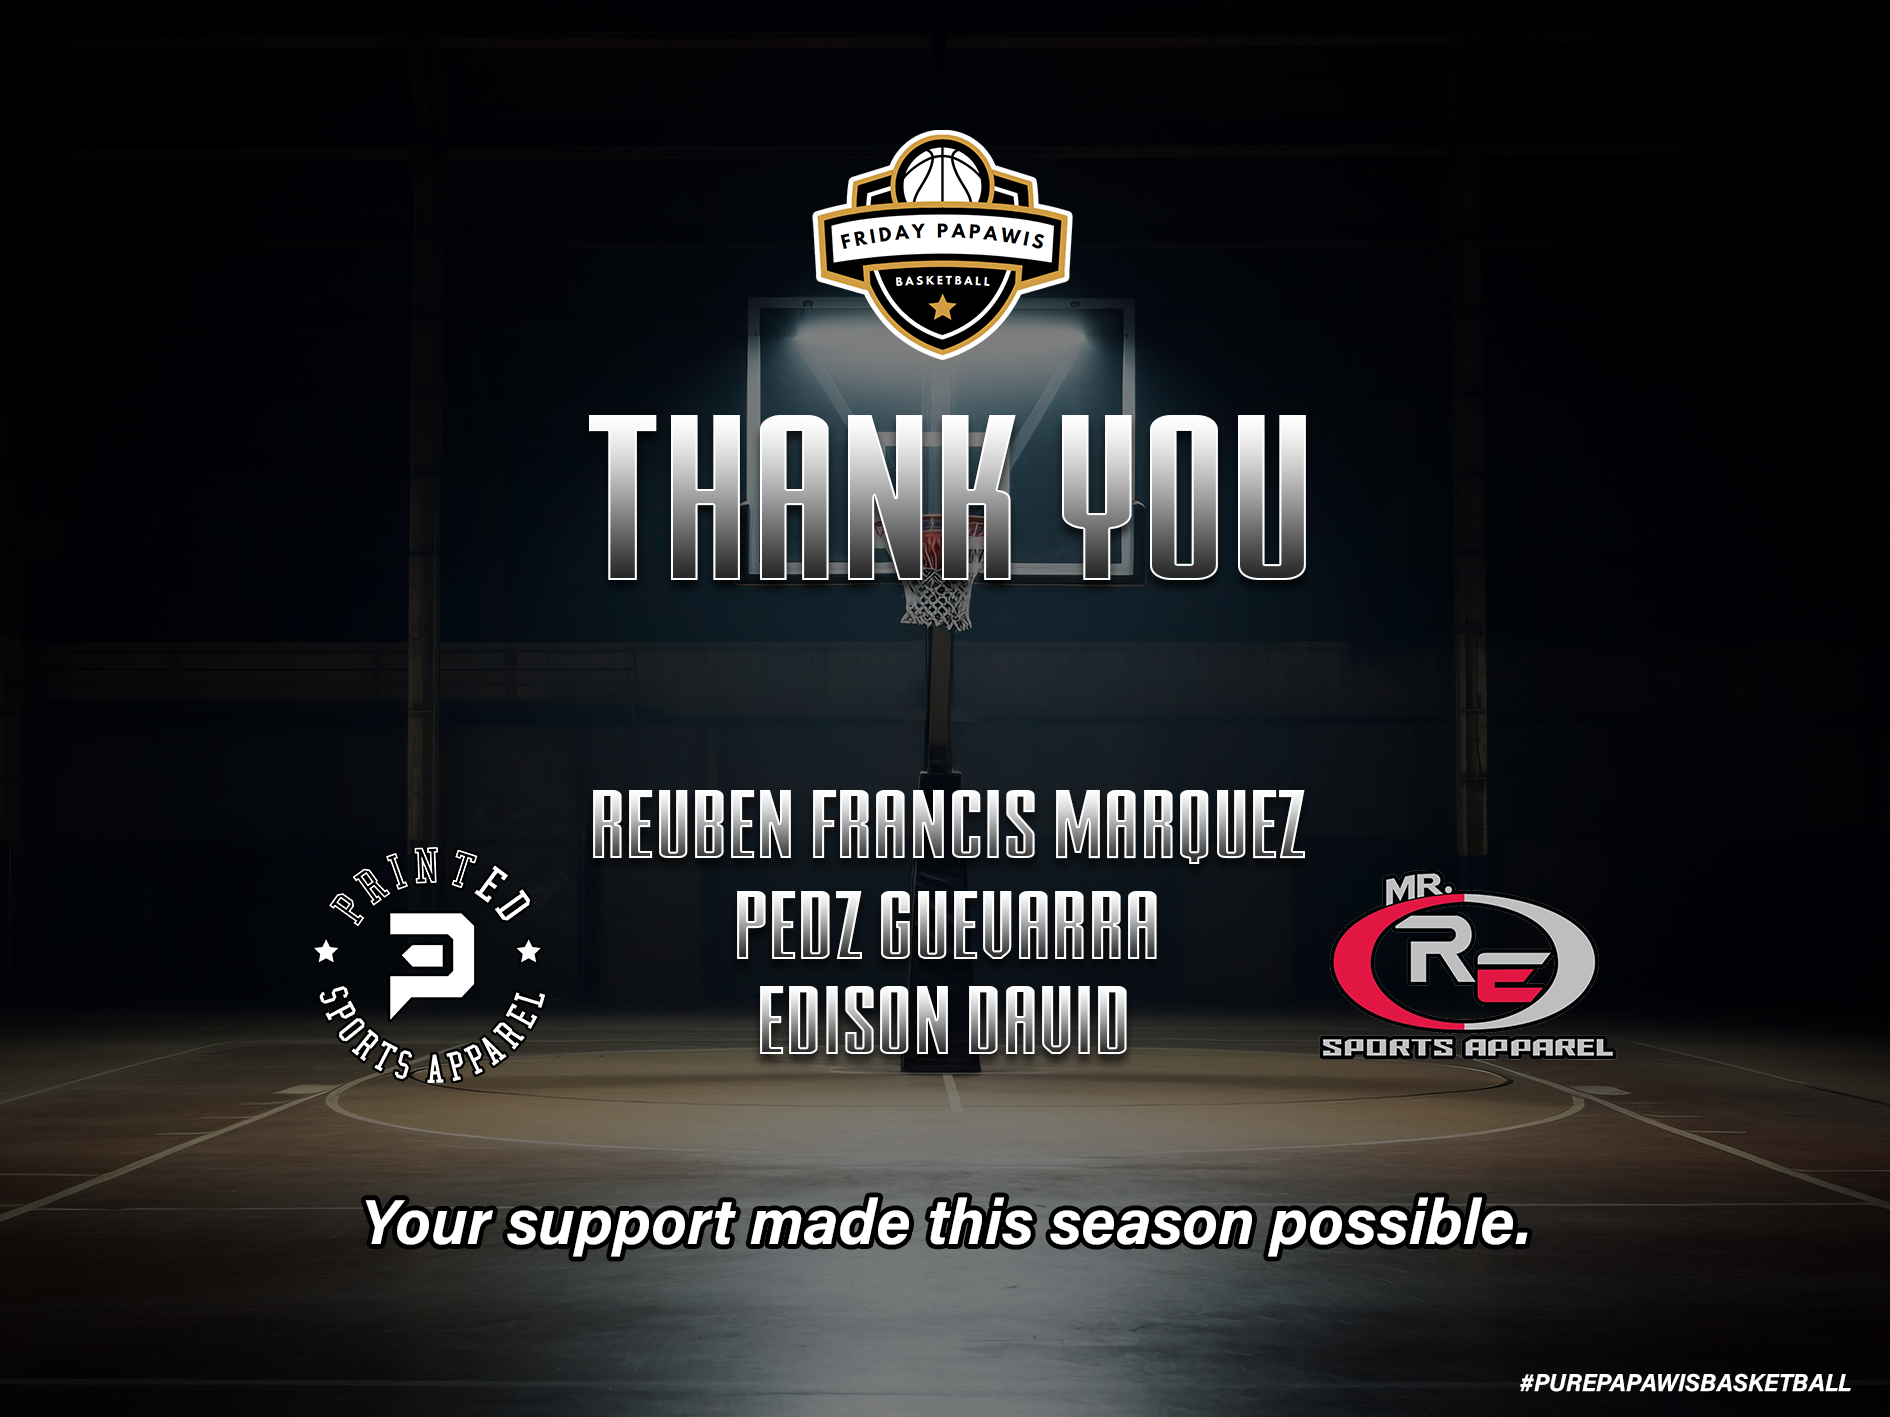 FRIDAY PAPAWIS
BASKETBALL
THANK YOU
REUBEN FRANCIS MARQUEZ
PEDZ GUEVARRA
EDISON DAVID
PRINTED
P
SPORTS APPAREL
MR.
RE
SPORTS APPAREL
Your support made this season possible.
#PUREPAPAWISBASKETBALL